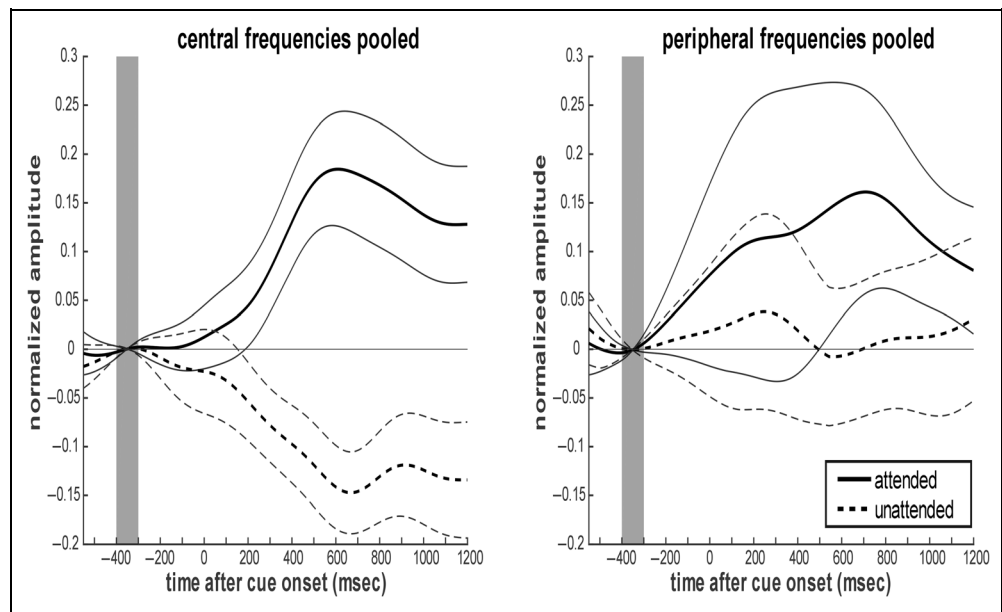 central frequencies pooled
normalized amplitude
0.3
0.25
0.2
0.15
0.1
0.05
0
−0.05
−0.1
−0.15
−0.2
−400 −200 0 200 400 600 800 1000 1200
time after cue onset (msec)
peripheral frequencies pooled
normalized amplitude
0.3
0.25
0.2
0.15
0.1
0.05
0
−0.05
−0.1
−0.15
−0.2
−400 −200 0 200 400 600 800 1000 1200
time after cue onset (msec)
attended
unattended